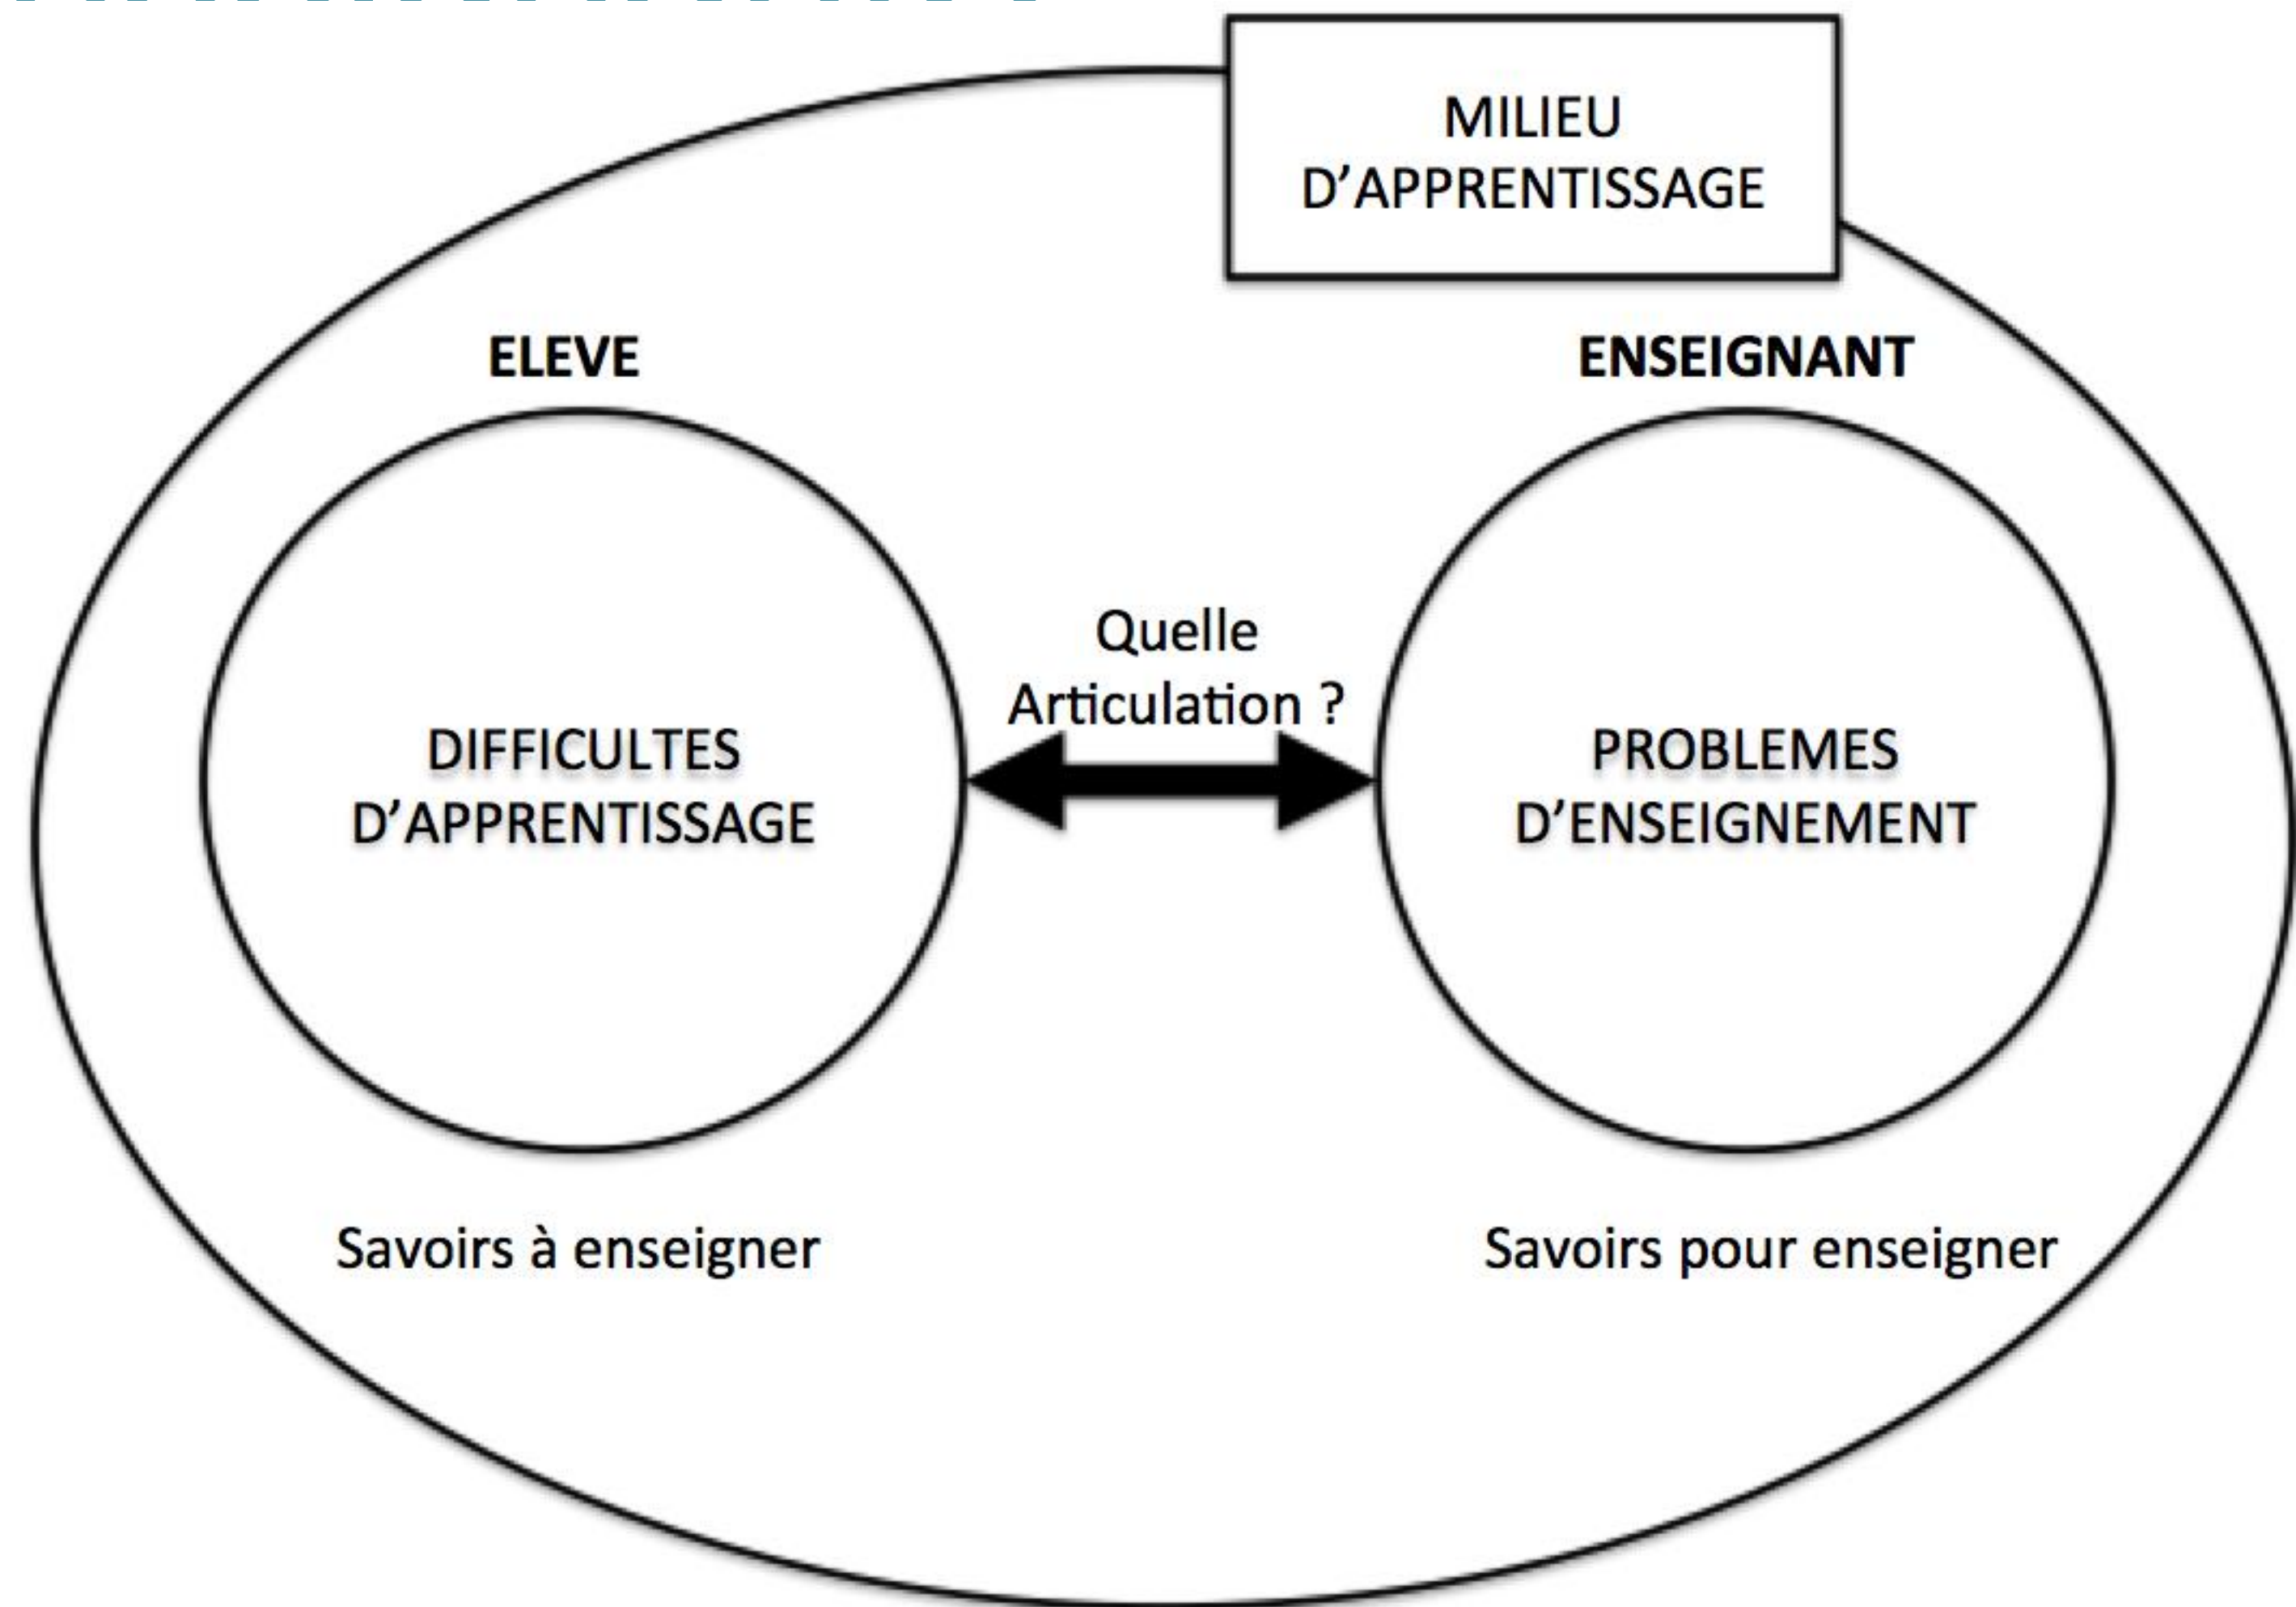 MILIEU
D’APPRENTISSAGE
ELEVE
ENSEIGNANT
Quelle
Articulation ?
DIFFICULTES
D’APPRENTISSAGE
PROBLEMES
D’ENSEIGNEMENT
Savoirs à enseigner
Savoirs pour enseigner